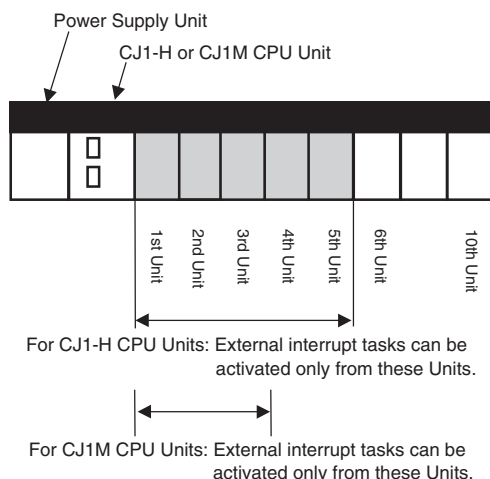 Power Supply Unit
CJ1-H or CJ1M CPU Unit
1st Unit
2nd Unit
3rd Unit
4th Unit
5th Unit
6th Unit
10th Unit
For CJ1-H CPU Units: External interrupt tasks can be
activated only from these Units.
For CJ1M CPU Units: External interrupt tasks can be
activated only from these Units.